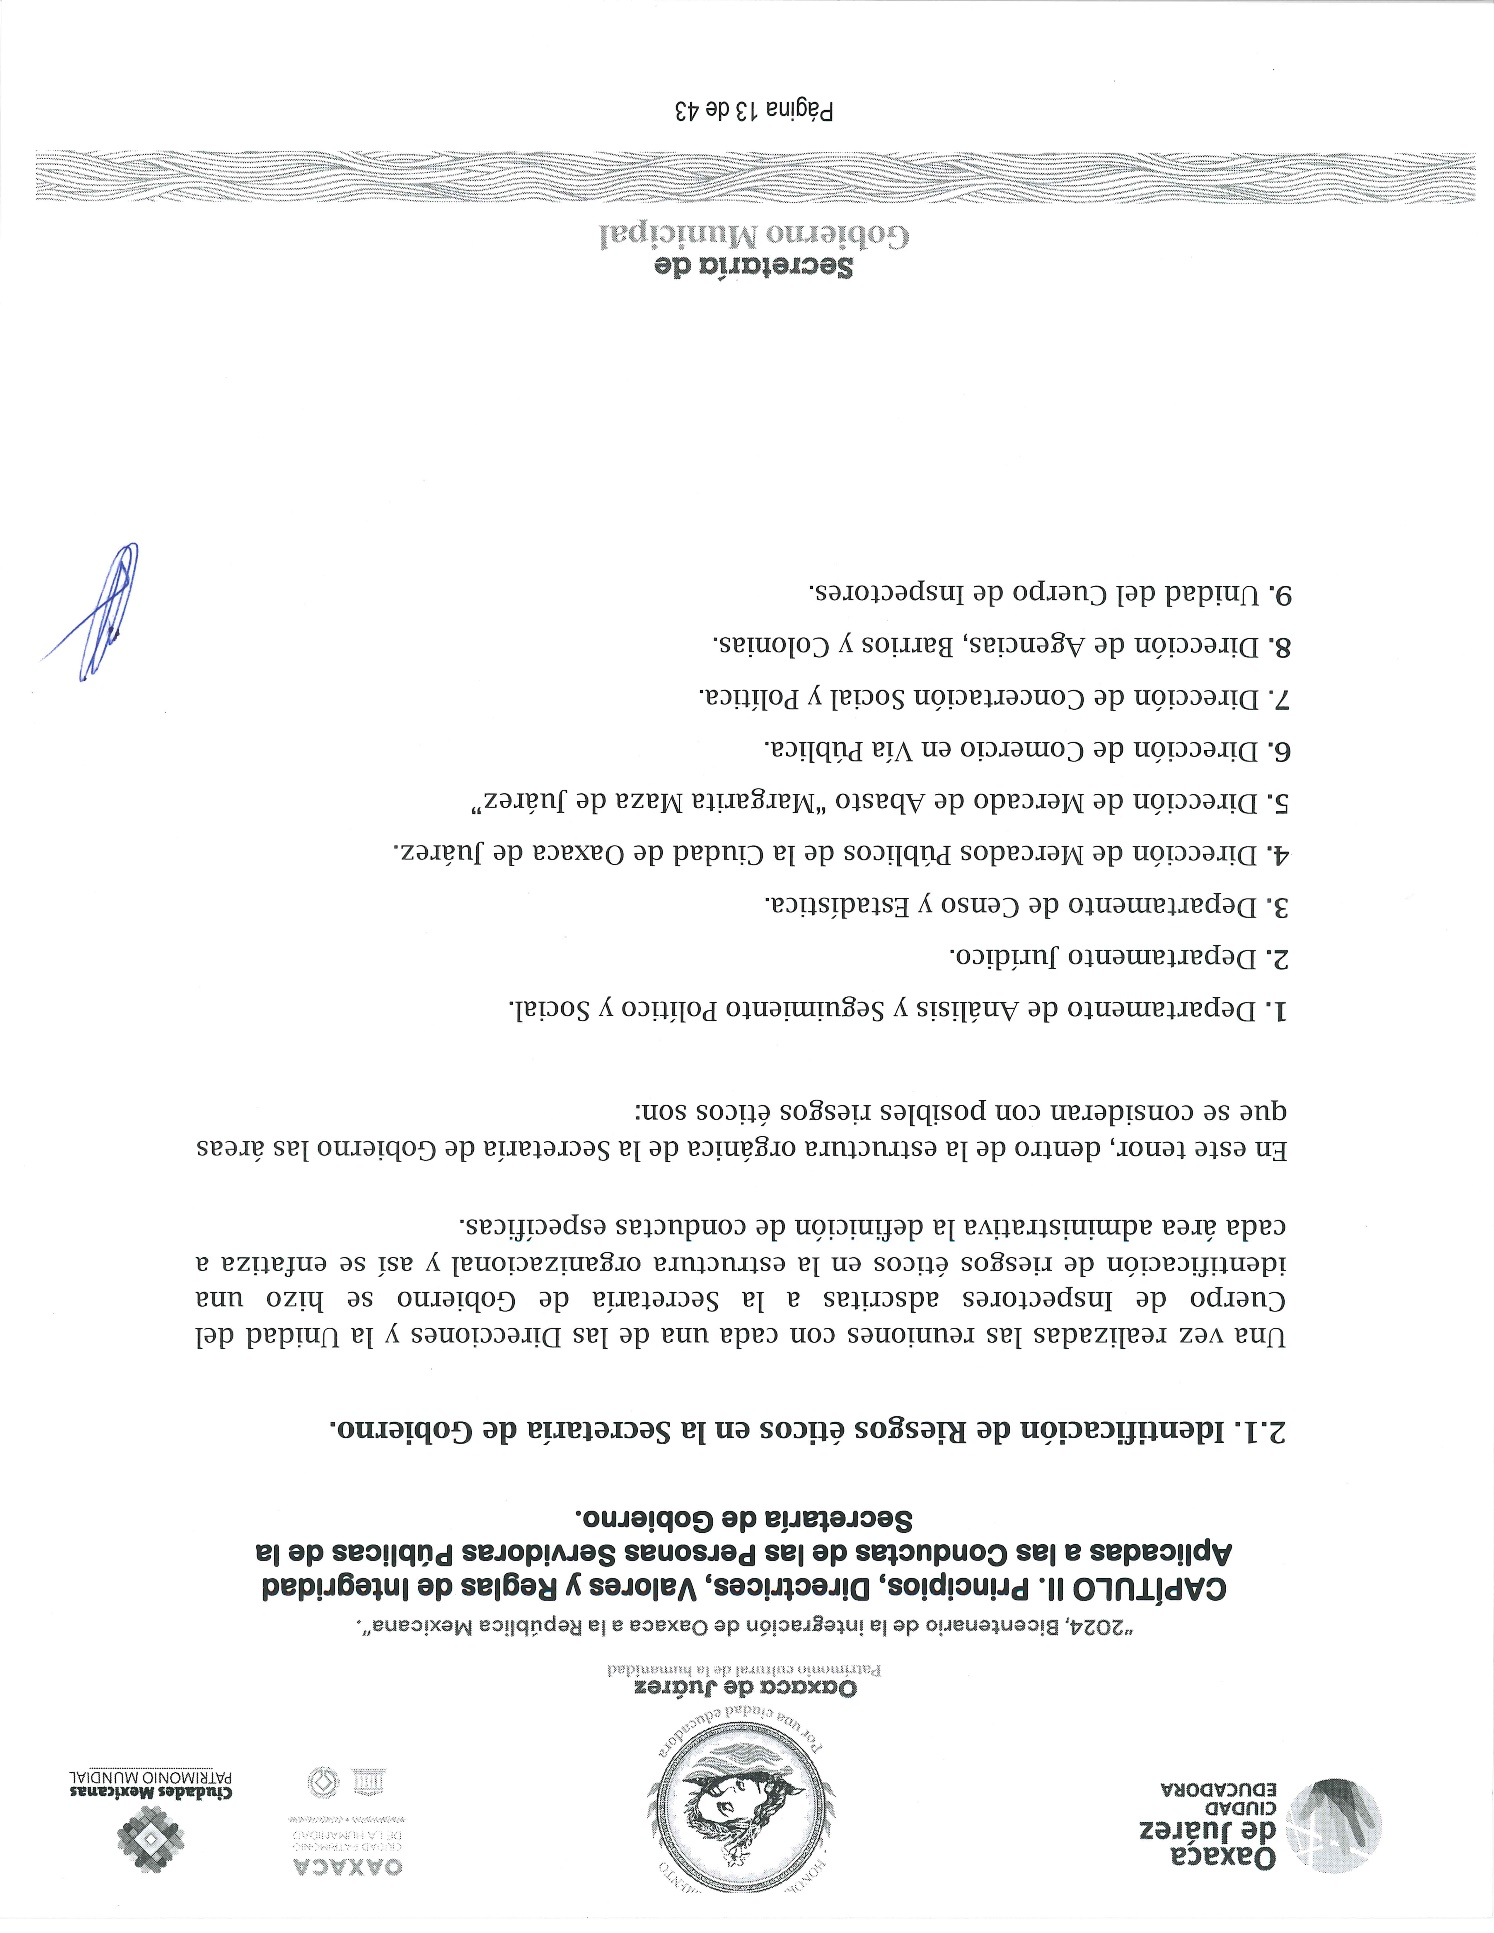 Oaxaca
de Juárez
CIUDAD
EDUCADORA
Por una ciudad educadora
Oaxaca de Juárez
Patrimonio cultural de la humanidad
OAXACA
CIUDAD PATRIMONIO
DE LA HUMANIDAD
Ciudades Mexicanas
PATRIMONIO MUNDIAL
"2024, Bicentenario de la integración de Oaxaca a la República Mexicana".
CAPÍTULO II. Principios, Directrices, Valores y Reglas de Integridad
Aplicadas a las Conductas de las Personas Servidoras Públicas de la
Secretaría de Gobierno.
2.1. Identificación de Riesgos éticos en la Secretaría de Gobierno.
Una vez realizadas las reuniones con cada una de las Direcciones y la Unidad del
Cuerpo de Inspectores adscritas a la Secretaría de Gobierno se hizo una
identificación de riesgos éticos en la estructura organizacional y así se enfatiza a
cada área administrativa la definición de conductas específicas.
En este tenor, dentro de la estructura orgánica de la Secretaría de Gobierno las áreas
que se consideran con posibles riesgos éticos son:
1. Departamento de Análisis y Seguimiento Político y Social.
2. Departamento Jurídico.
3. Departamento de Censo y Estadística.
4. Dirección de Mercados Públicos de la Ciudad de Oaxaca de Juárez.
5. Dirección de Mercado de Abasto "Margarita Maza de Juárez"
6. Dirección de Comercio en Vía Pública.
7. Dirección de Concertación Social y Política.
8. Dirección de Agencias, Barrios y Colonias.
9. Unidad del Cuerpo de Inspectores.
Secretaría de
Gobierno Municipal
Página 13 de 43